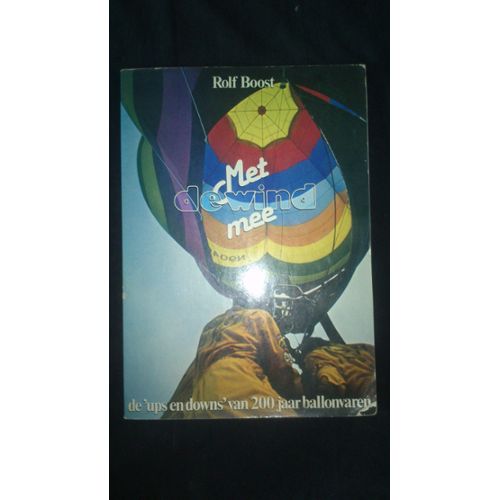 Rolf Boost
Met
de wind
mee
de 'ups en downs' van 200 jaar ballonvaren